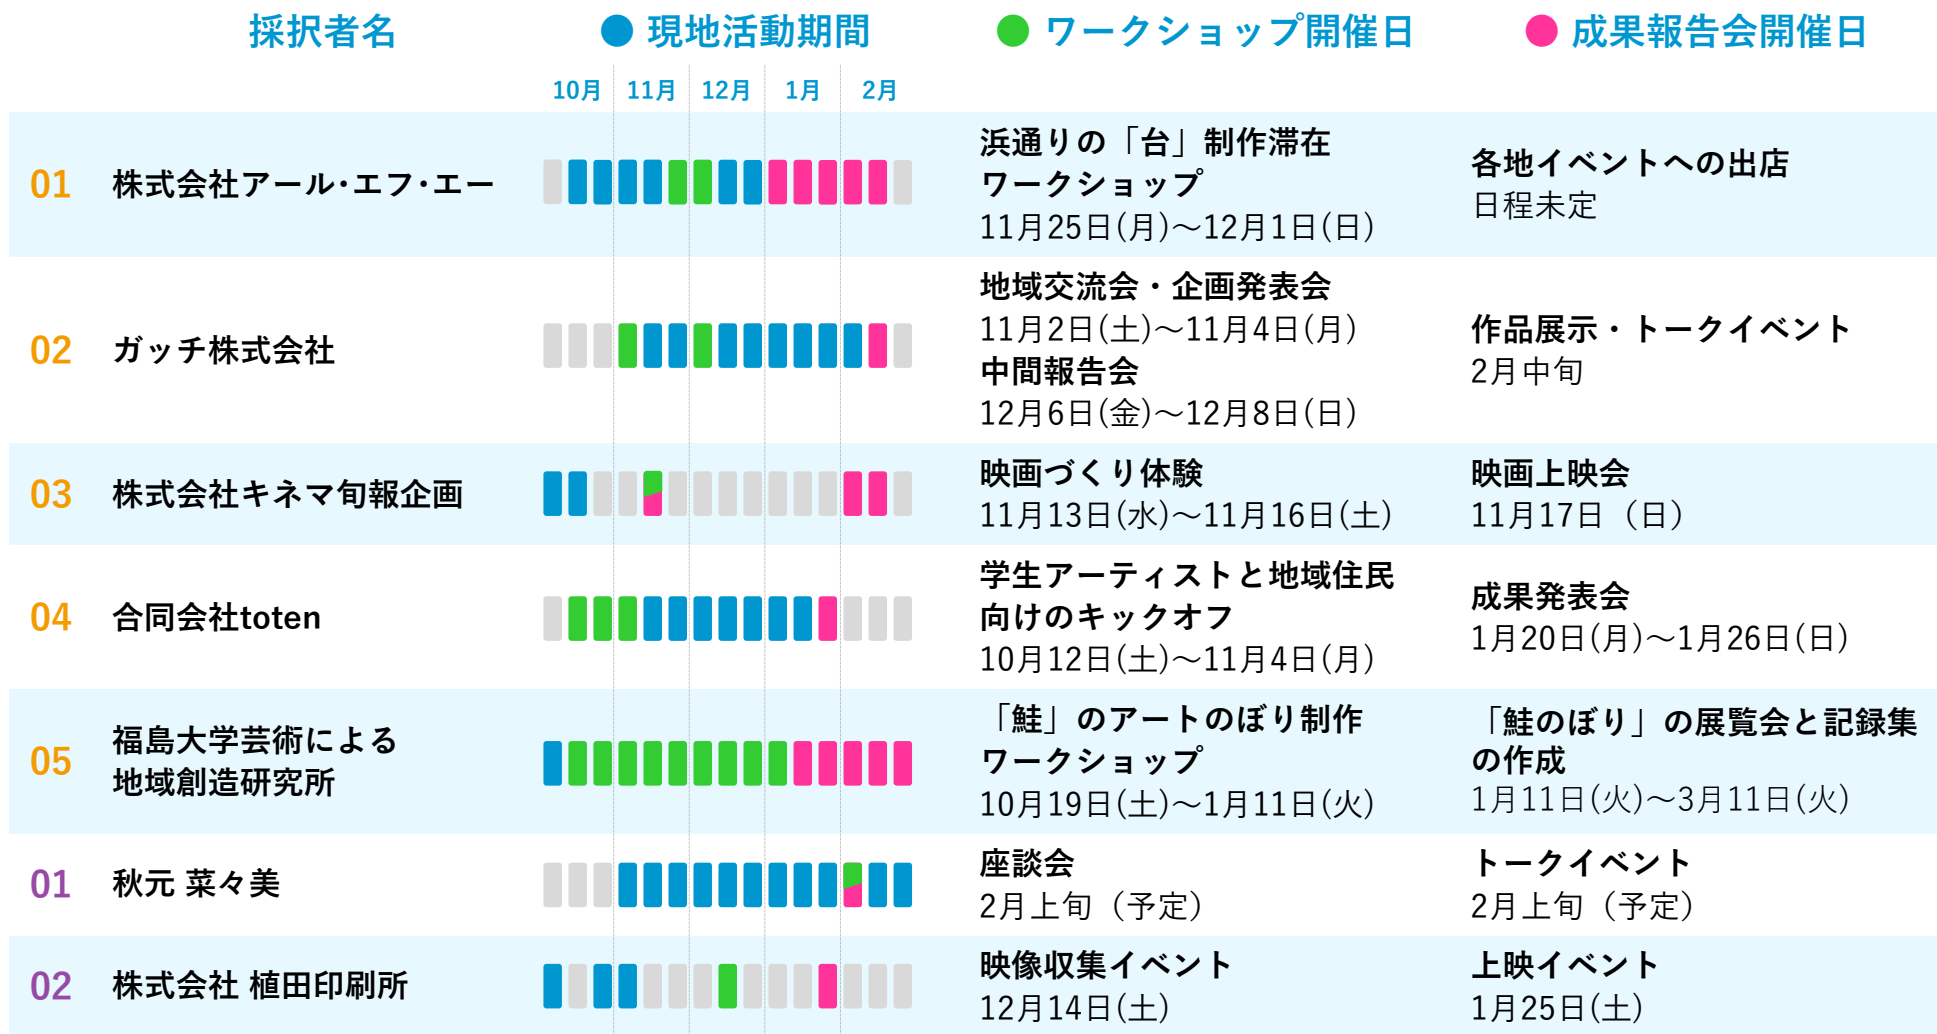 採択者名
現地活動期間
ワークショップ開催日
成果報告会開催日
10月 11月 12月 1月 2月
01 株式会社アール・エフ・エー
浜通りの「台」制作滞在
ワークショップ
11月25日(月)～12月1日(日)
各地イベントへの出店
日程未定
02 ガッチ株式会社
地域交流会・企画発表会
11月2日(土)～11月4日(月)
中間報告会
12月6日(金)～12月8日(日)
作品展示・トークイベント
2月中旬
03 株式会社キネマ旬報企画
映画づくり体験
11月13日(水)～11月16日(土)
映画上映会
11月17日（日）
04 合同会社toten
学生アーティストと地域住民
向けのキックオフ
10月12日(土)～11月4日(月)
成果発表会
1月20日(月)～1月26日(日)
05 福島大学芸術による
地域創造研究所
「鮭」のアートのぼり制作
ワークショップ
10月19日(土)～1月11日(火)
「鮭のぼり」の展覧会と記録集
の作成
1月11日(火)～3月11日(火)
01 秋元 菜々美
座談会
2月上旬（予定）
トークイベント
2月上旬（予定）
02 株式会社 植田印刷所
映像収集イベント
12月14日(土)
上映イベント
1月25日(土)